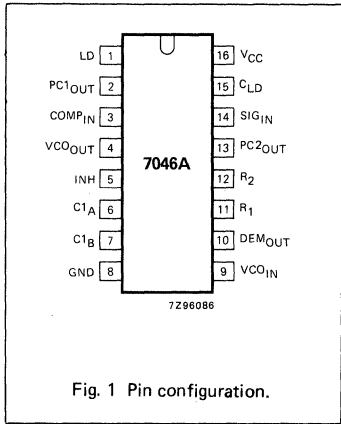 LD 1 16 VCC
PC1OUT 2 15 CLD
COMPIN 3 14 SIGIN
VCOOUT 4 13 PC2OUT
7046A
INH 5 12 R2
C1A 6 11 R1
C1B 7 10 DEMOUT
GND 8 9 VCOIN
7Z96086
Fig. 1 Pin configuration.